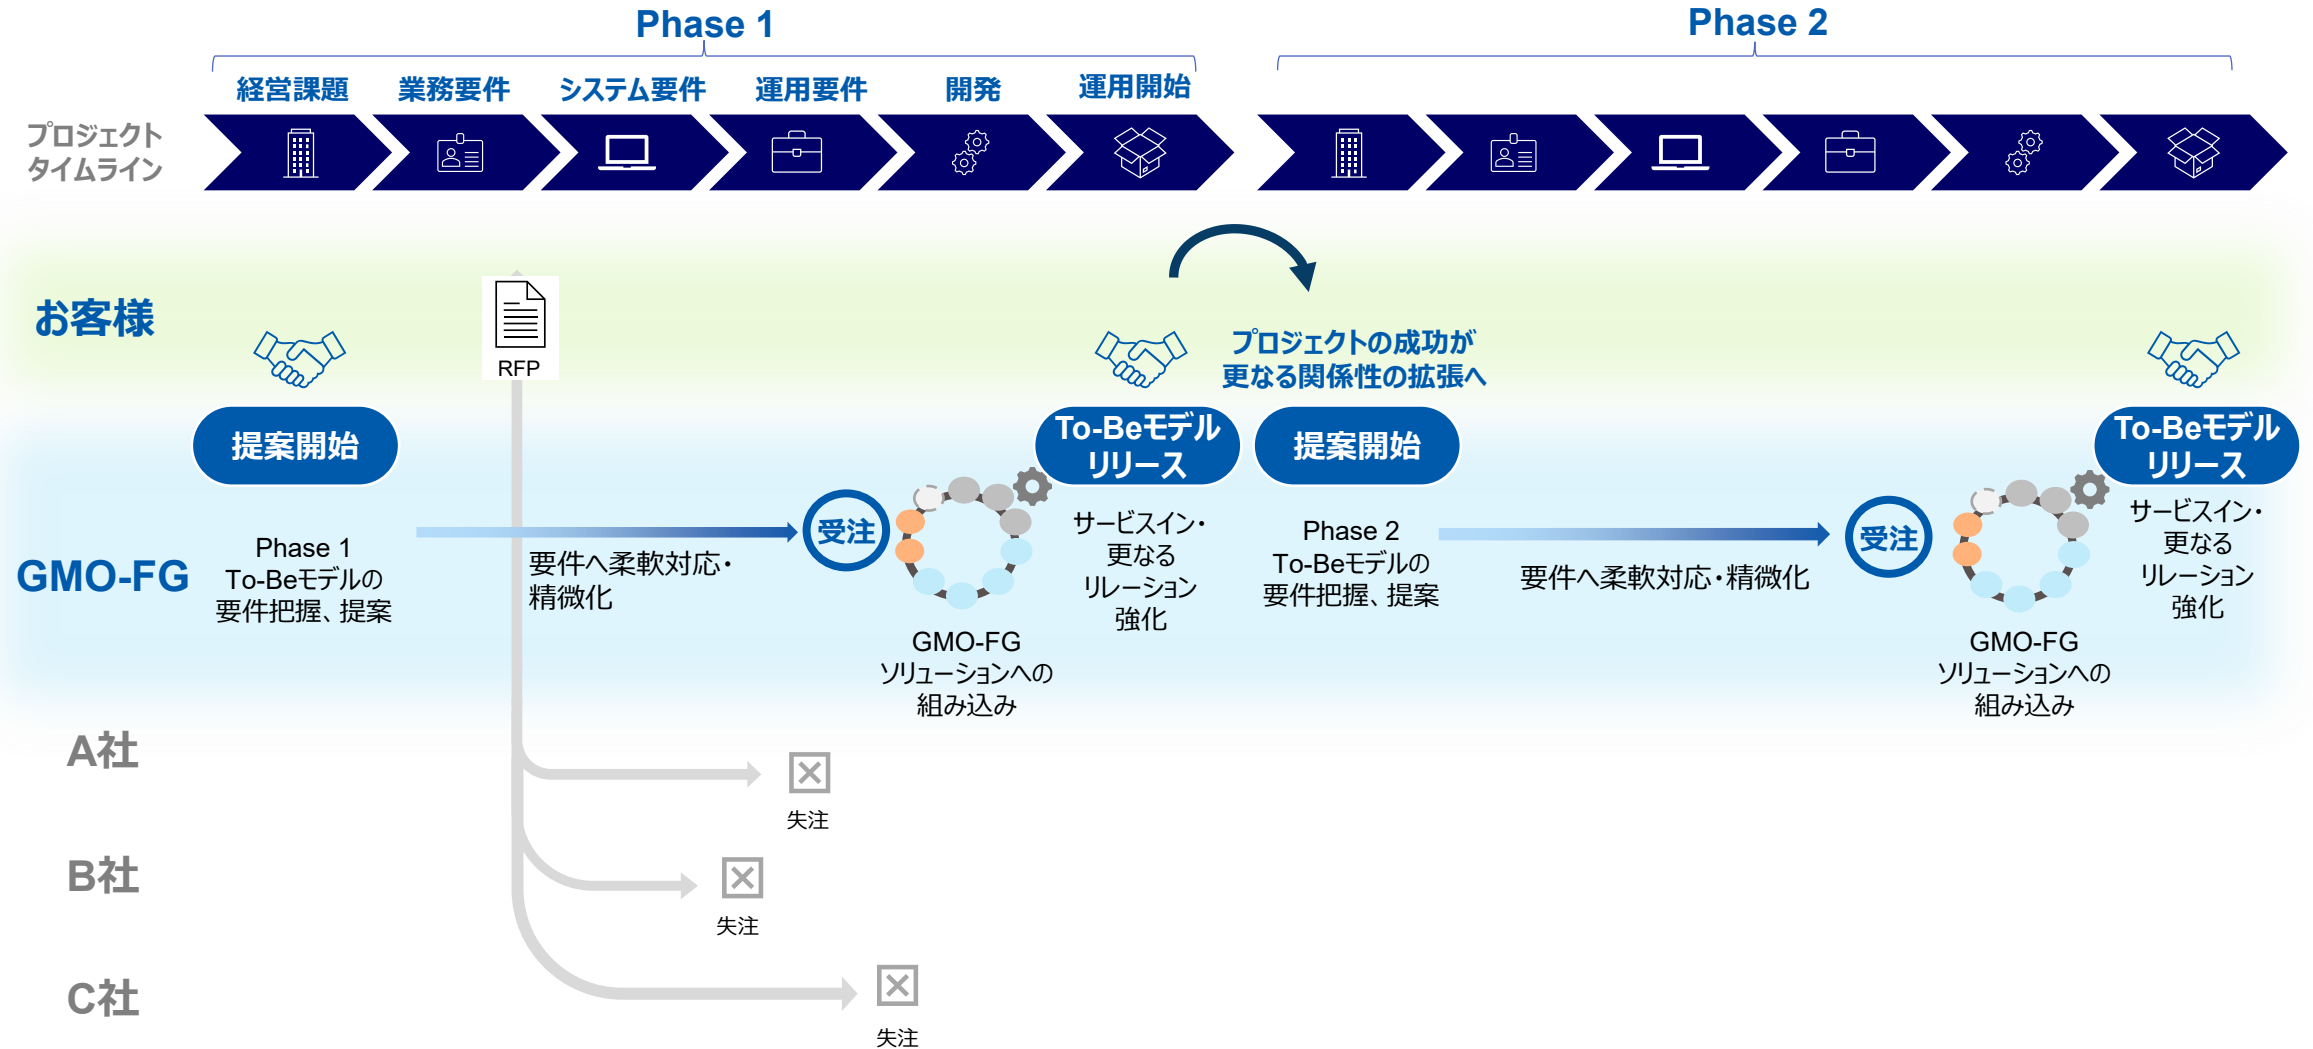 Phase 1
Phase 2
経営課題
業務要件
システム要件
運用要件
開発
運用開始
プロジェクト
タイムライン
お客様
RFP
プロジェクトの成功が
更なる関係性の拡張へ
提案開始
To-Beモデル
リリース
提案開始
To-Beモデル
リリース
GMO-FG
Phase 1
To-Beモデルの
要件把握、提案
要件へ柔軟対応・
精微化
受注
GMO-FG
ソリューションへの
組み込み
サービスイン・
更なる
リレーション
強化
Phase 2
To-Beモデルの
要件把握、提案
要件へ柔軟対応・精微化
受注
GMO-FG
ソリューションへの
組み込み
サービスイン・
更なる
リレーション
強化
A社
失注
B社
失注
C社
失注